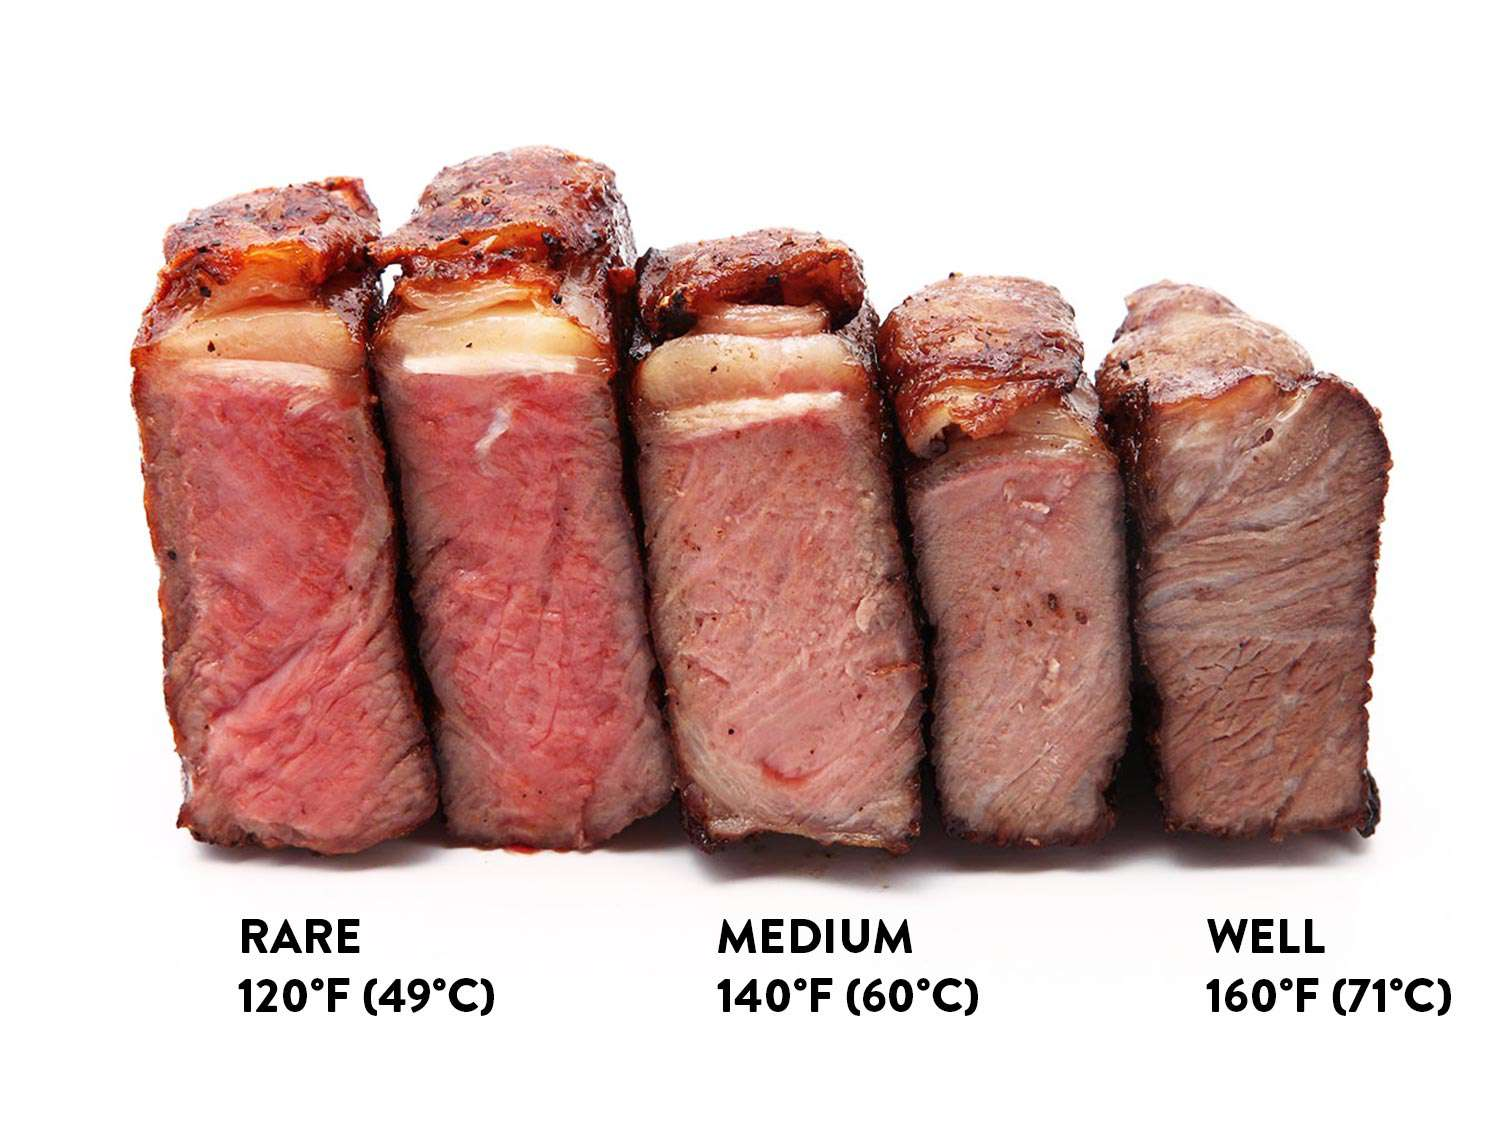 RARE
120°F (49°C)
MEDIUM
140°F (60°C)
WELL
160°F (71°C)